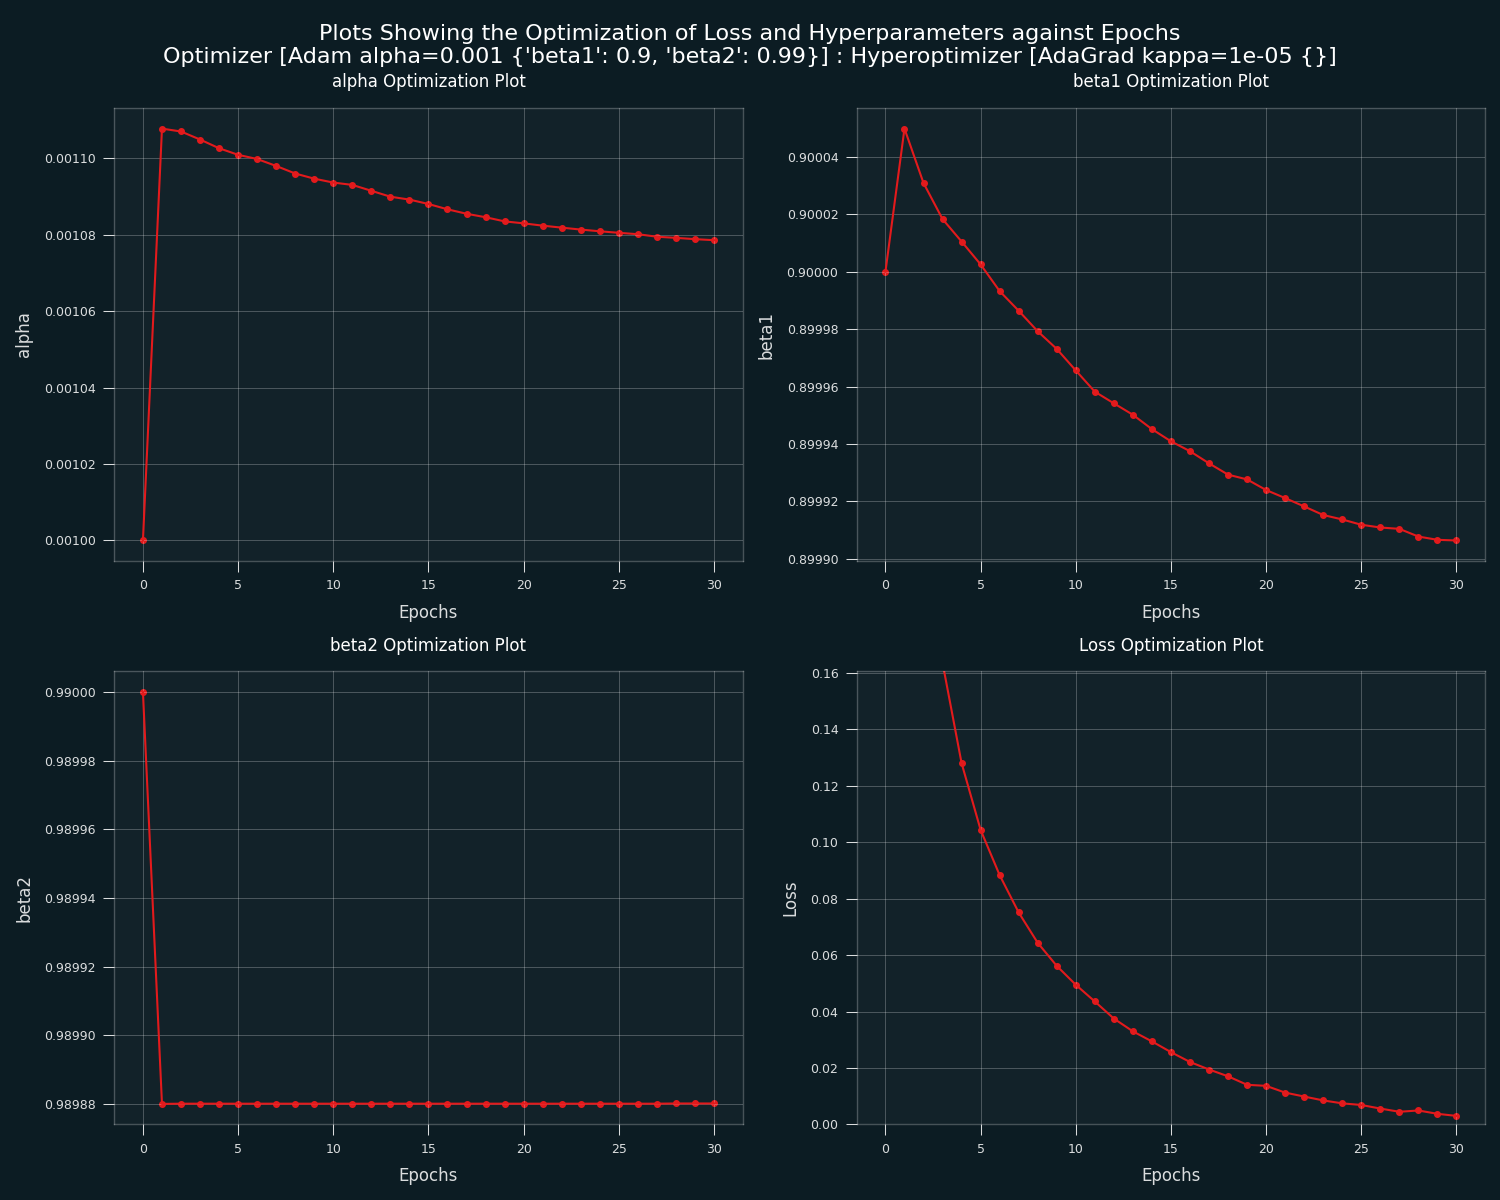 Plots Showing the Optimization of Loss and Hyperparameters against Epochs
Optimizer [Adam alpha=0.001 {'beta1': 0.9, 'beta2': 0.99}] : Hyperoptimizer [AdaGrad kappa=1e-05 {}]
alpha Optimization Plot
0.00110
0.00108
0.00106
0.00104
0.00102
0.00100
alpha
0 5 10 15 20 25 30
Epochs
beta1 Optimization Plot
0.90004
0.90002
0.90000
0.89998
0.89996
0.89994
0.89992
0.89990
beta1
0 5 10 15 20 25 30
Epochs
beta2 Optimization Plot
0.99000
0.98998
0.98996
0.98994
0.98992
0.98990
0.98988
beta2
0 5 10 15 20 25 30
Epochs
Loss Optimization Plot
0.16
0.14
0.12
0.10
0.08
0.06
0.04
0.02
0.00
Loss
0 5 10 15 20 25 30
Epochs